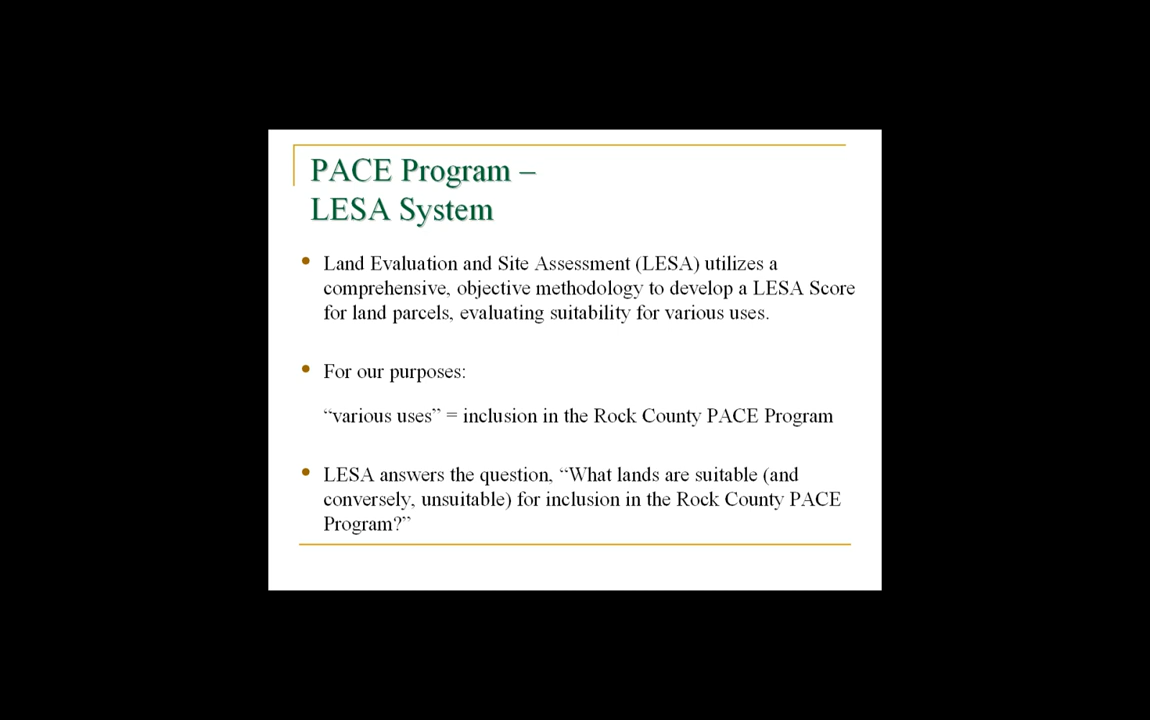 PACE Program –
LESA System
Land Evaluation and Site Assessment (LESA) utilizes a
comprehensive, objective methodology to develop a LESA Score
for land parcels, evaluating suitability for various uses.
For our purposes:
“various uses” = inclusion in the Rock County PACE Program
LESA answers the question, “What lands are suitable (and
conversely, unsuitable) for inclusion in the Rock County PACE
Program?”